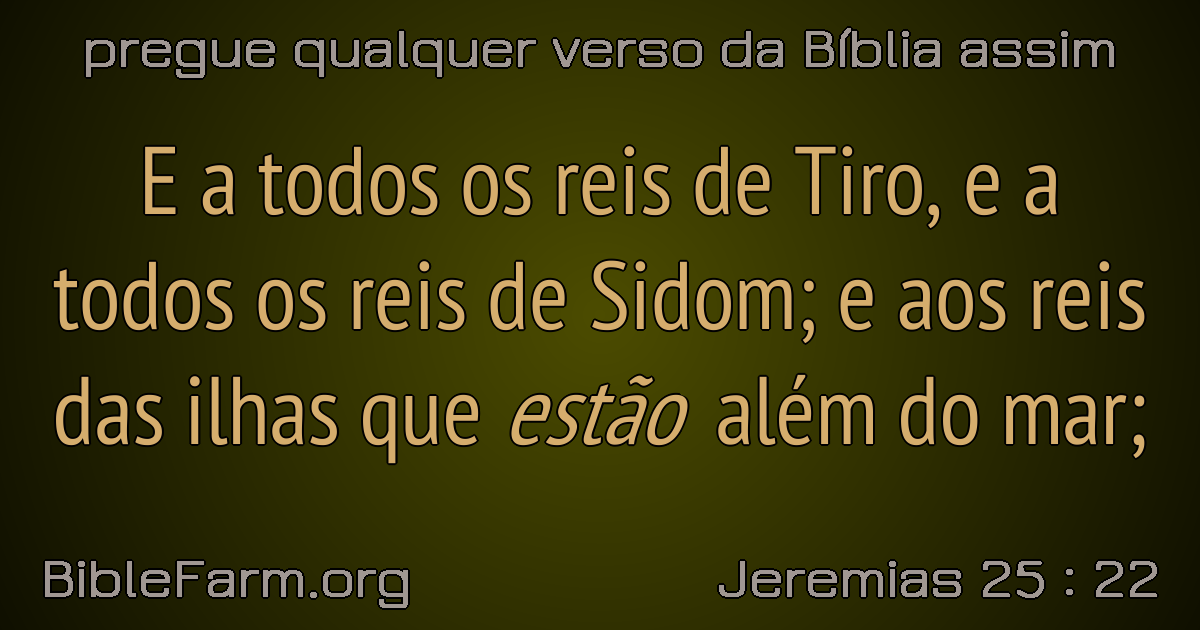 pregue qualquer verso da Bíblia assim
E a todos os reis de Tiro, e a
todos os reis de Sidom; e aos reis
das ilhas que estão além do mar;
BibleFarm.org
Jeremias 25 : 22